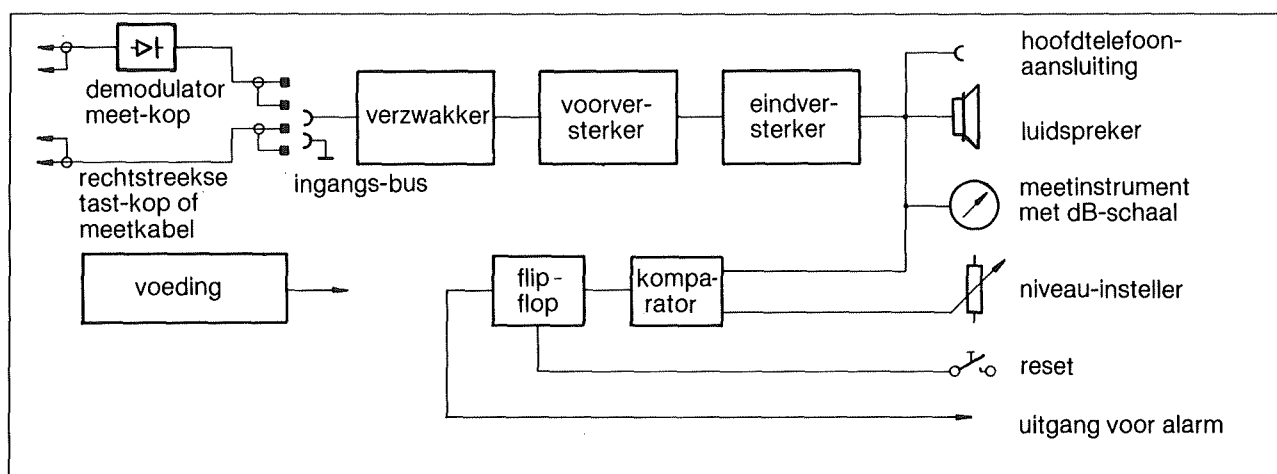 demodulator
meet-kop
rechtstreekse
tast-kop of
meetkabel
ingangs-bus
verzwakker
voorver-
sterker
eindver-
sterker
hoofdtelefoon-
aansluiting
luidspreker
meetinstrument
met dB-schaal
voeding
flip-
flop
kompa-
rator
niveau-insteller
reset
uitgang voor alarm